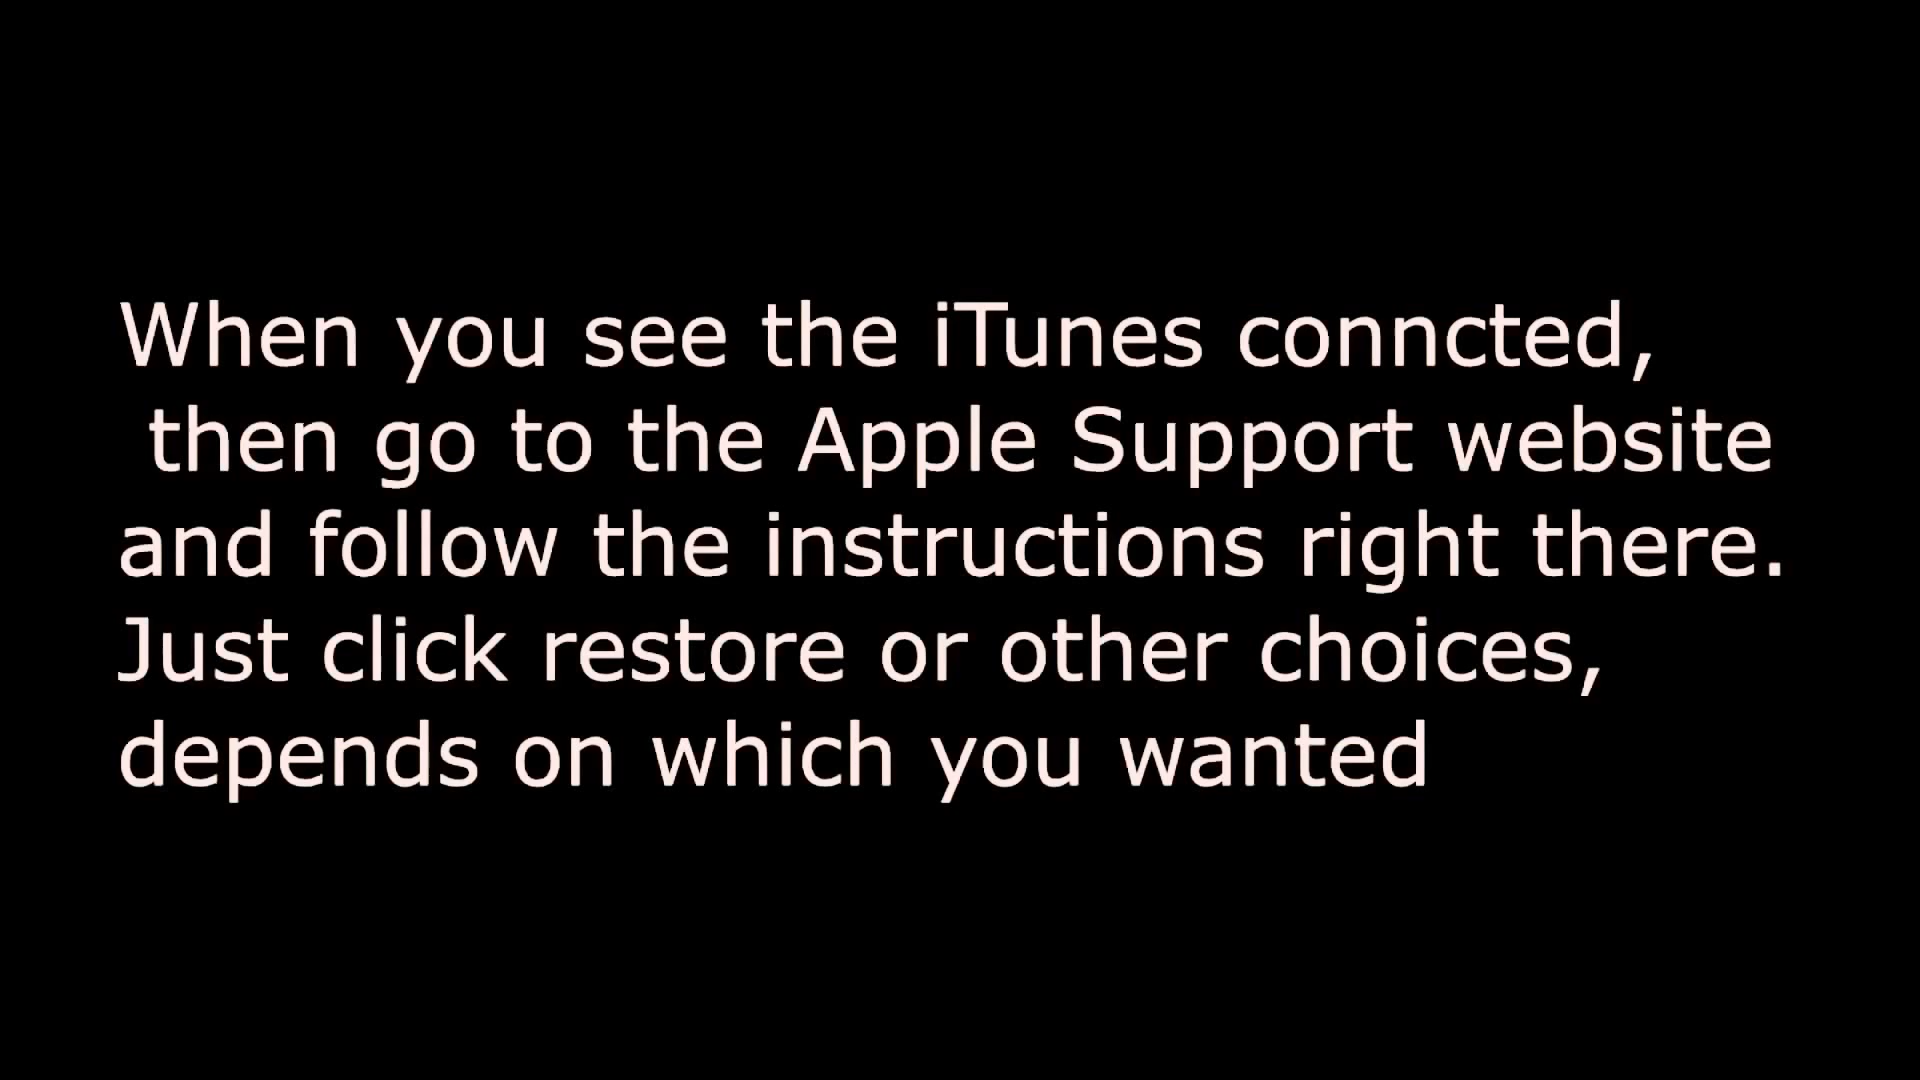 When you see the iTunes conncted,
then go to the Apple Support website
and follow the instructions right there.
Just click restore or other choices,
depends on which you wanted